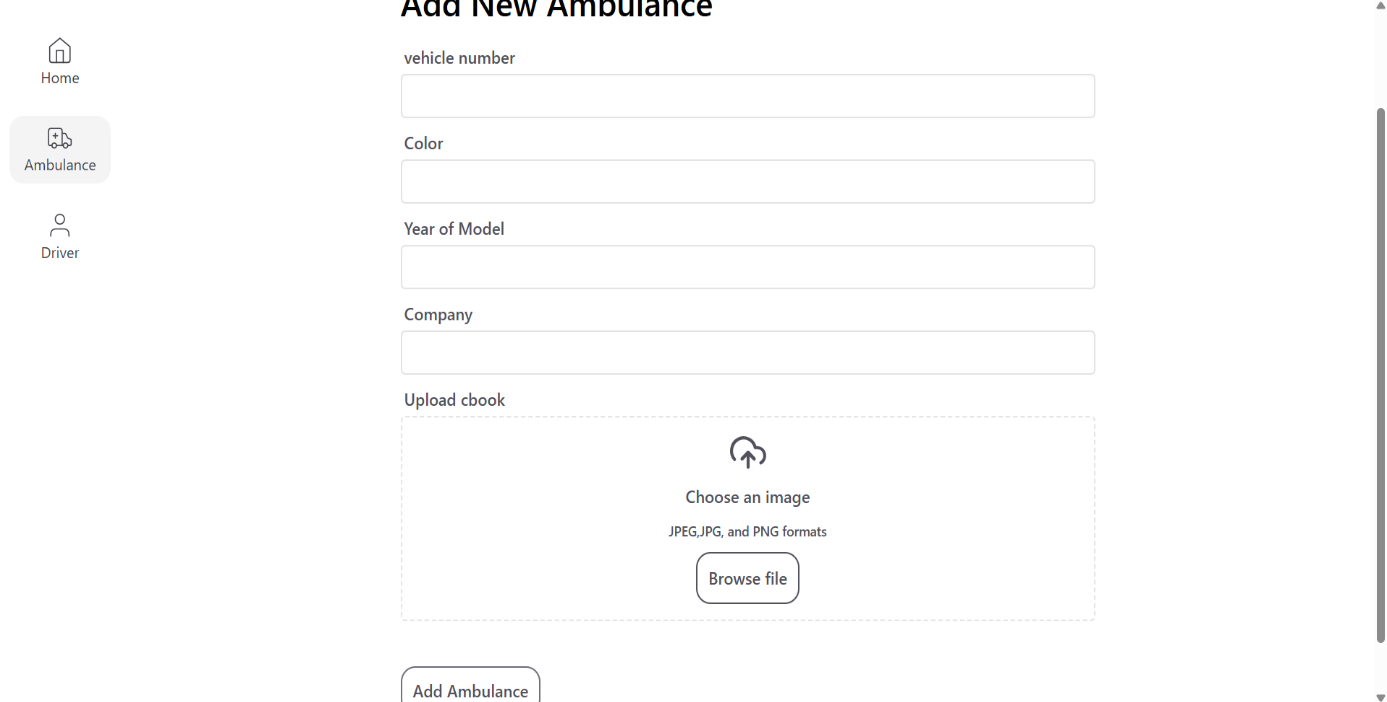 Add New Ambulance
Home
Ambulance
Driver
vehicle number
Color
Year of Model
Company
Upload cbook
Choose an image
JPEG,JPG, and PNG formats
Browse file
Add Ambulance